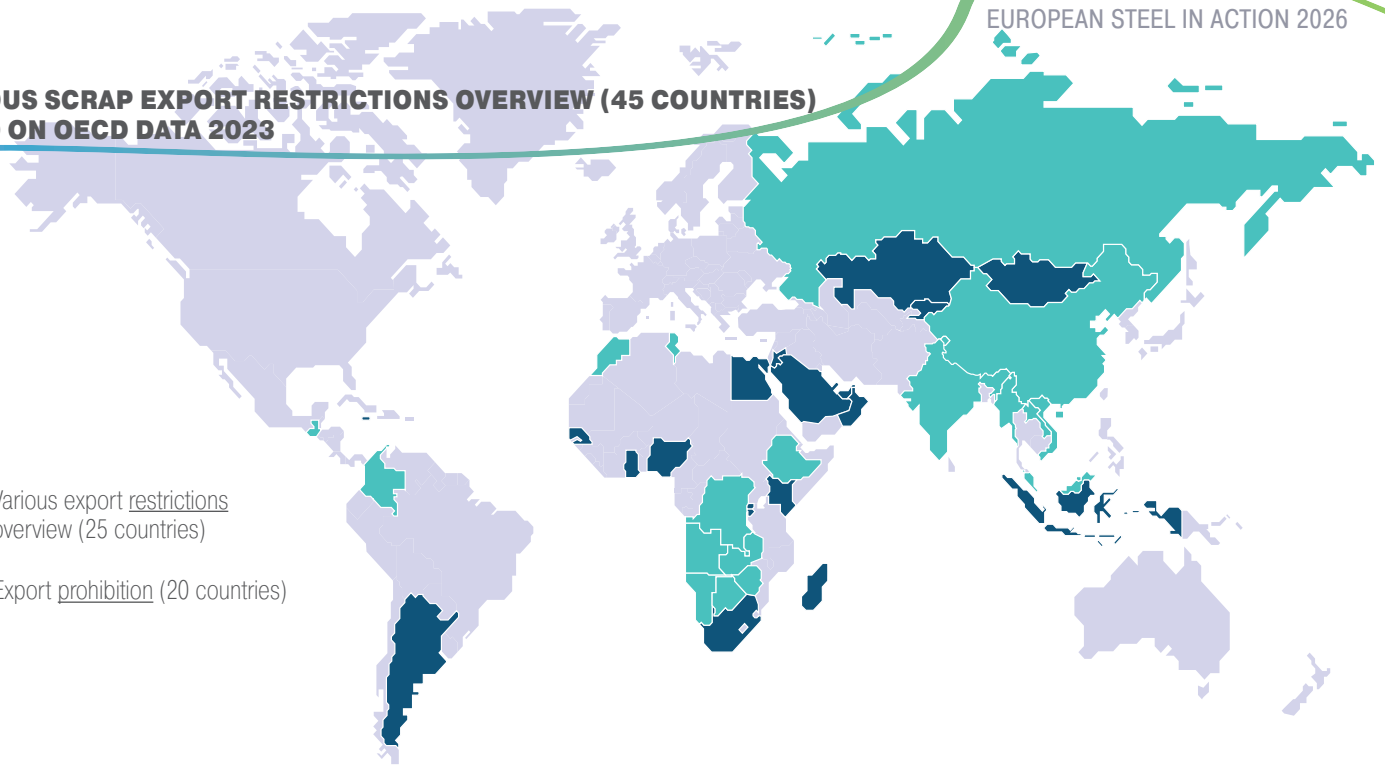 EUROPEAN STEEL IN ACTION 2026
OUS SCRAP EXPORT RESTRICTIONS OVERVIEW (45 COUNTRIES)
ON OECD DATA 2023
Various export restrictions
overview (25 countries)
Export prohibition (20 countries)